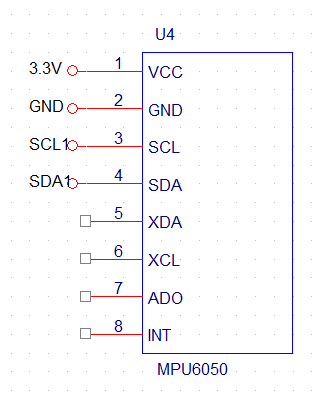 U4
3.3V 1 VCC
GND 2 GND
SCL1 3 SCL
SDA1 4 SDA
5 XDA
6 XCL
7 ADO
8 INT
MPU6050